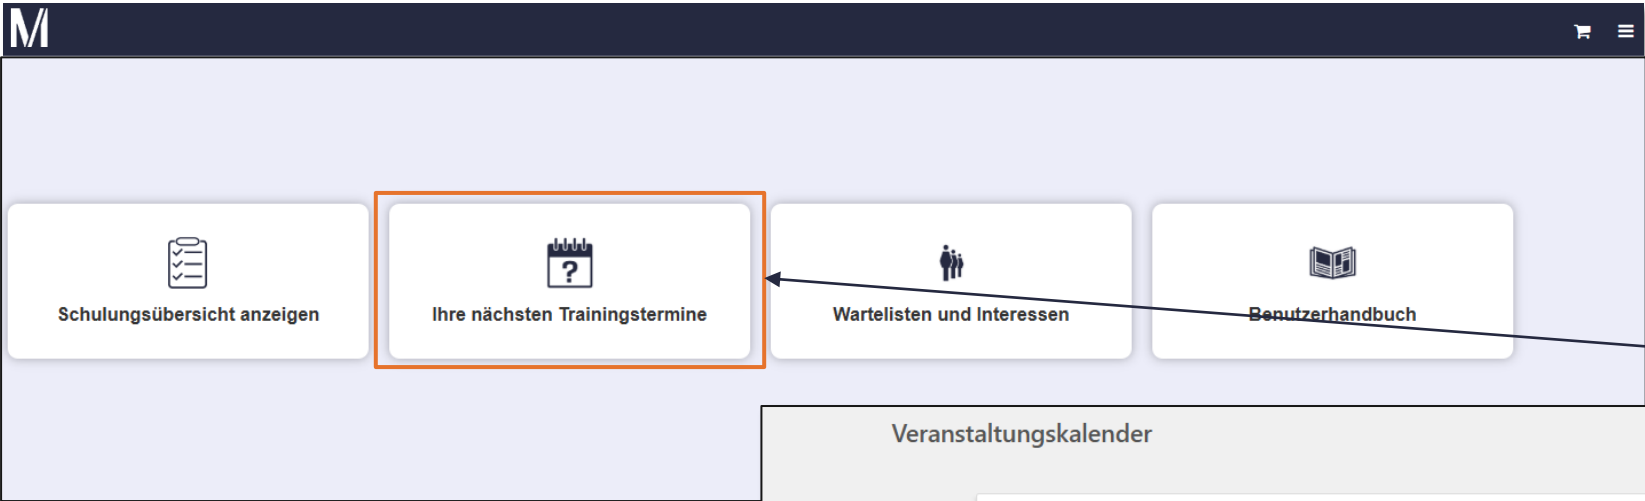 M
Schulungsübersicht anzeigen
?
Ihre nächsten Trainingstermine
Wartelisten und Interessen
Benutzerhandbuch
Veranstaltungskalender